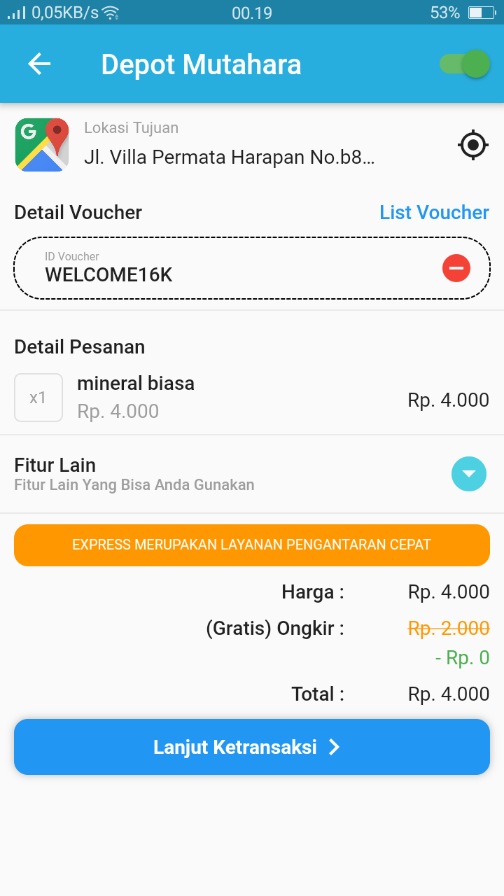 0,05KB/s 00.19 53%
Depot Mutahara
Lokasi Tujuan
Jl. Villa Permata Harapan No.b8...
Detail Voucher List Voucher
ID Voucher
WELCOME16K
Detail Pesanan
x1 mineral biasa
Rp. 4.000 Rp. 4.000
Fitur Lain
Fitur Lain Yang Bisa Anda Gunakan
EXPRESS MERUPAKAN LAYANAN PENGANTARAN CEPAT
Harga : Rp. 4.000
(Gratis) Ongkir : Rp. 2.000
- Rp. 0
Total : Rp. 4.000
Lanjut Ketransaksi